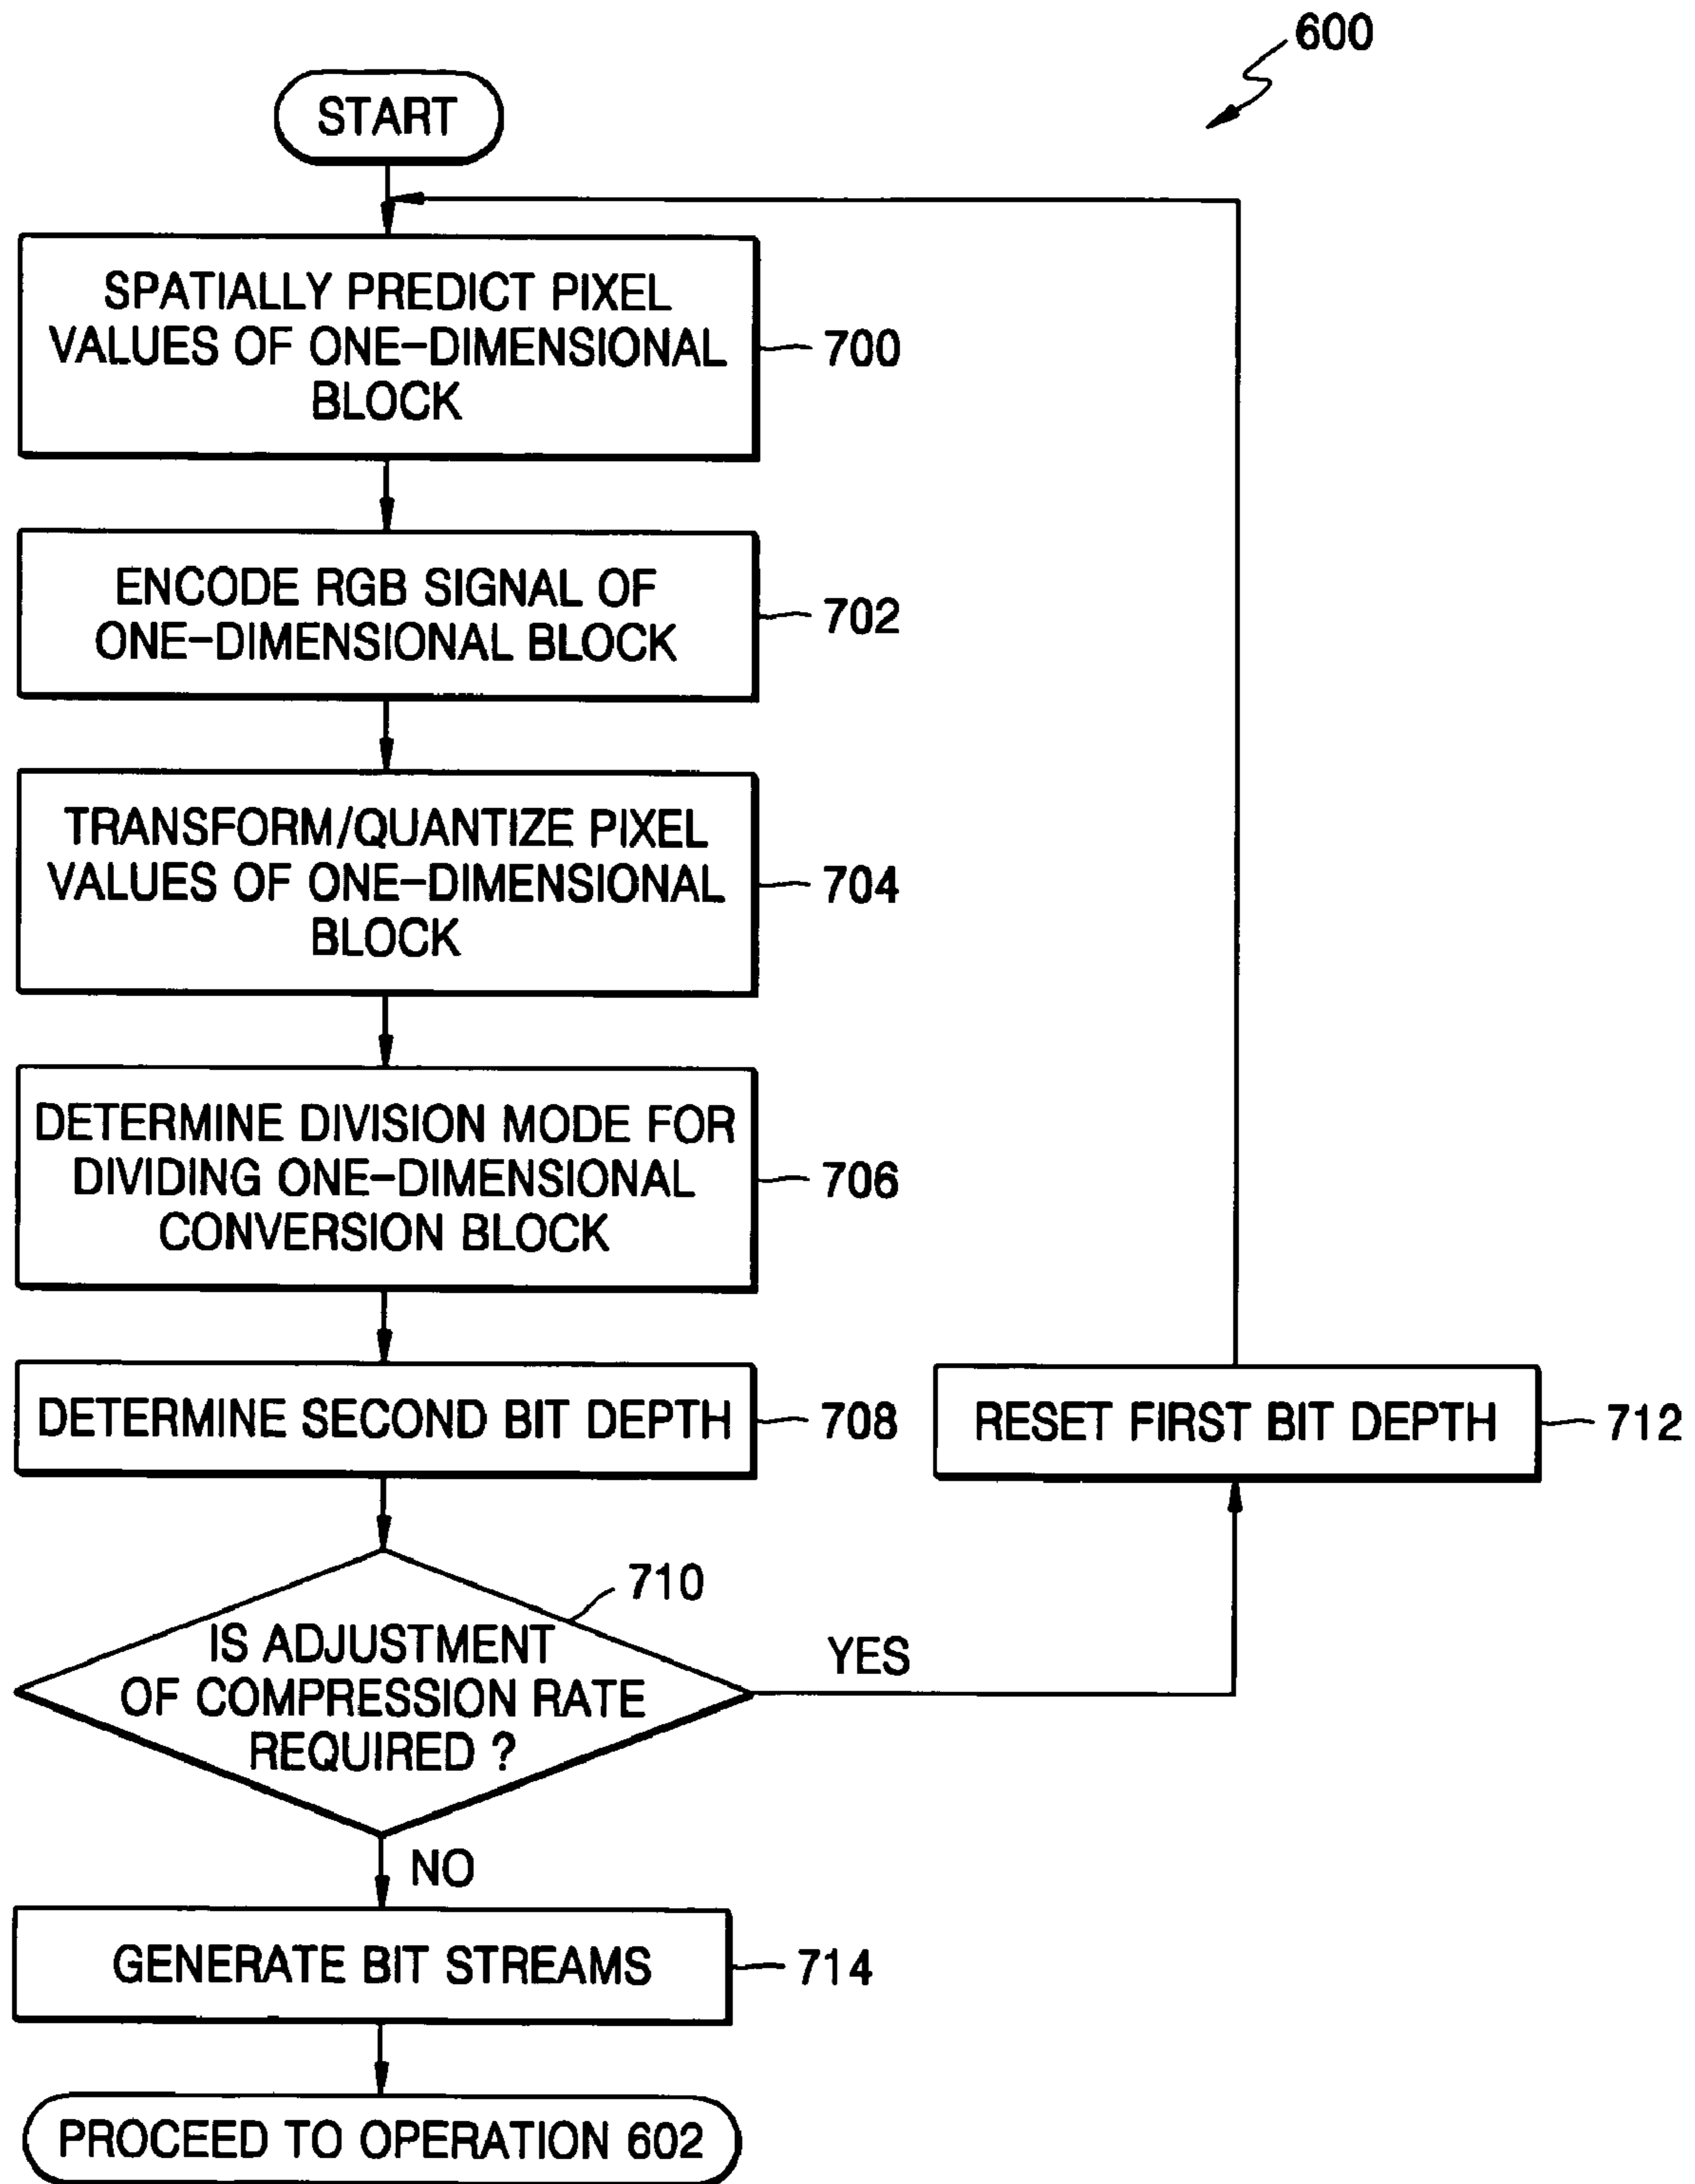 600
START
SPATIALLY PREDICT PIXEL
VALUES OF ONE-DIMENSIONAL
BLOCK
700
ENCODE RGB SIGNAL OF
ONE-DIMENSIONAL BLOCK
702
TRANSFORM/QUANTIZE PIXEL
VALUES OF ONE-DIMENSIONAL
BLOCK
704
DETERMINE DIVISION MODE FOR
DIVIDING ONE-DIMENSIONAL
CONVERSION BLOCK
706
DETERMINE SECOND BIT DEPTH
708
RESET FIRST BIT DEPTH
712
710
IS ADJUSTMENT
OF COMPRESSION RATE
REQUIRED ?
YES
NO
GENERATE BIT STREAMS
714
PROCEED TO OPERATION 602